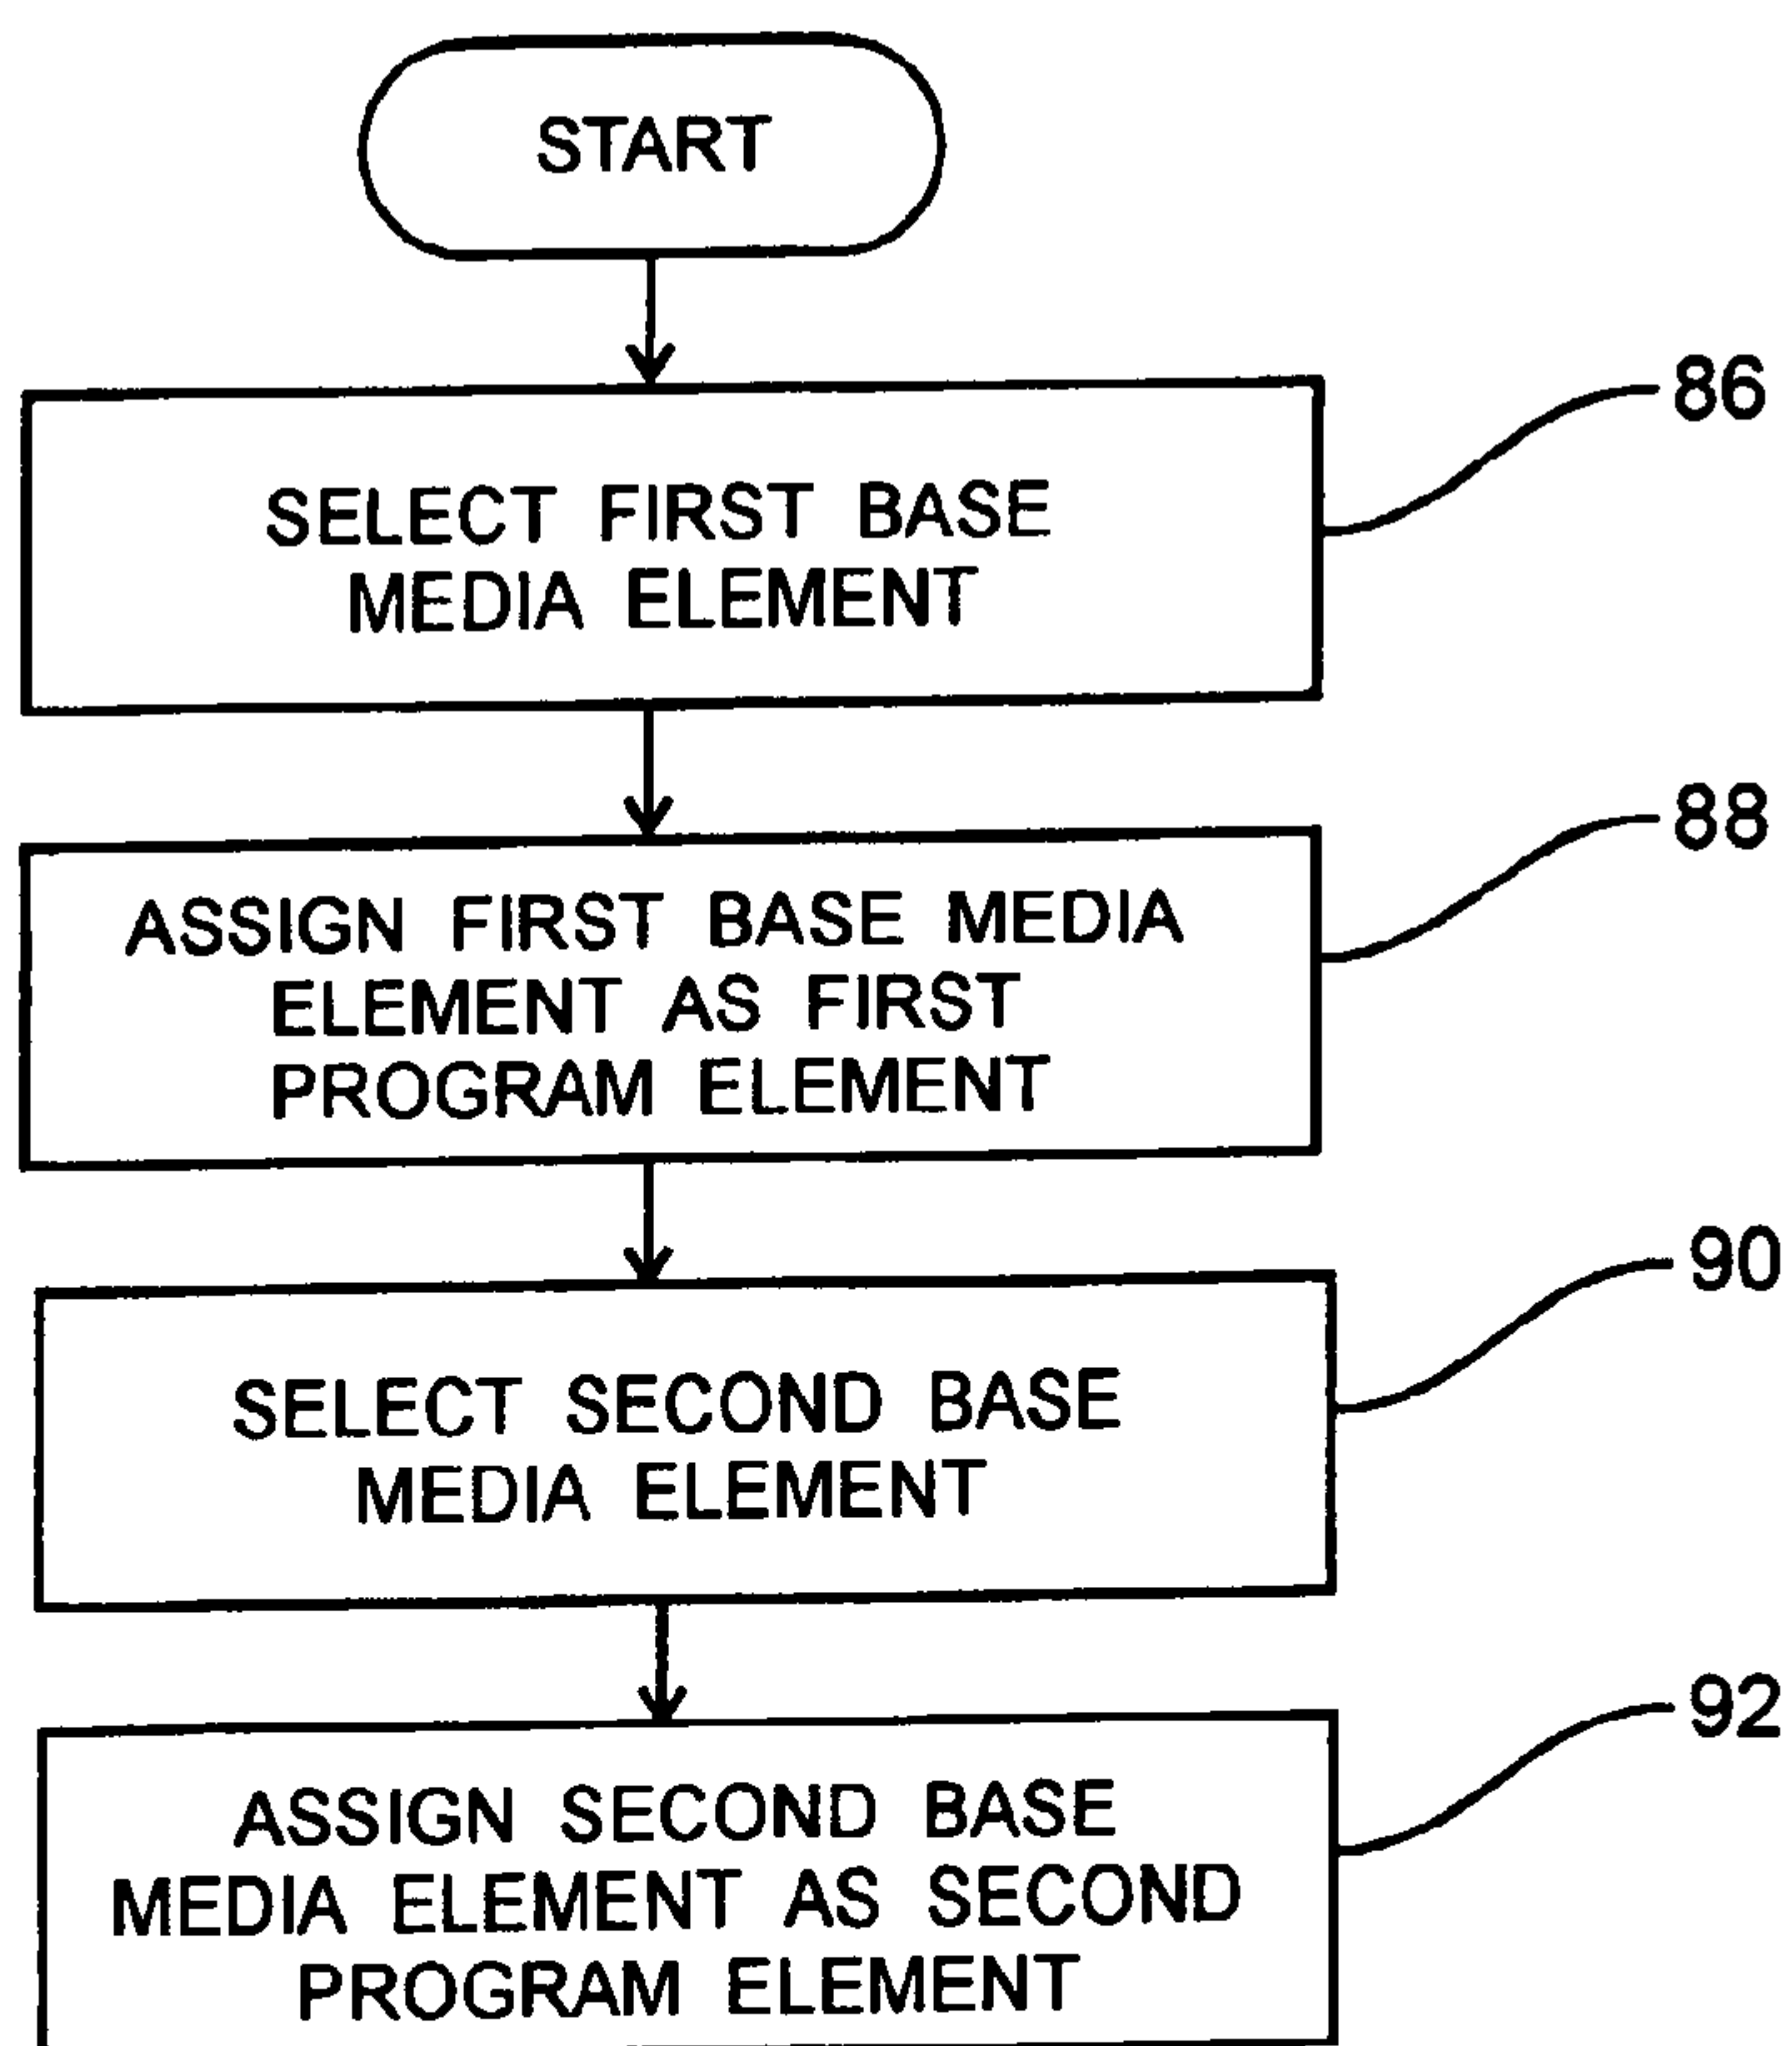 START
86
SELECT FIRST BASE
MEDIA ELEMENT
88
ASSIGN FIRST BASE MEDIA
ELEMENT AS FIRST
PROGRAM ELEMENT
90
SELECT SECOND BASE
MEDIA ELEMENT
92
ASSIGN SECOND BASE
MEDIA ELEMENT AS SECOND
PROGRAM ELEMENT